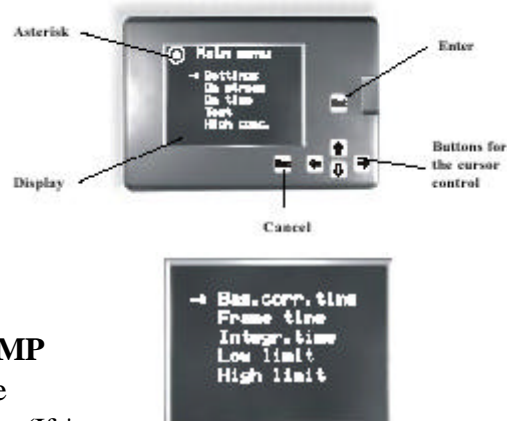 Asterisk
Enter
Main menu
→ Settings
On stream
On time
Test
High conc.
Buttons for
the cursor
control
Display
Cancel
→ Bas.corr.time
Frame time
Integr.time
Low limit
High limit
MP
e